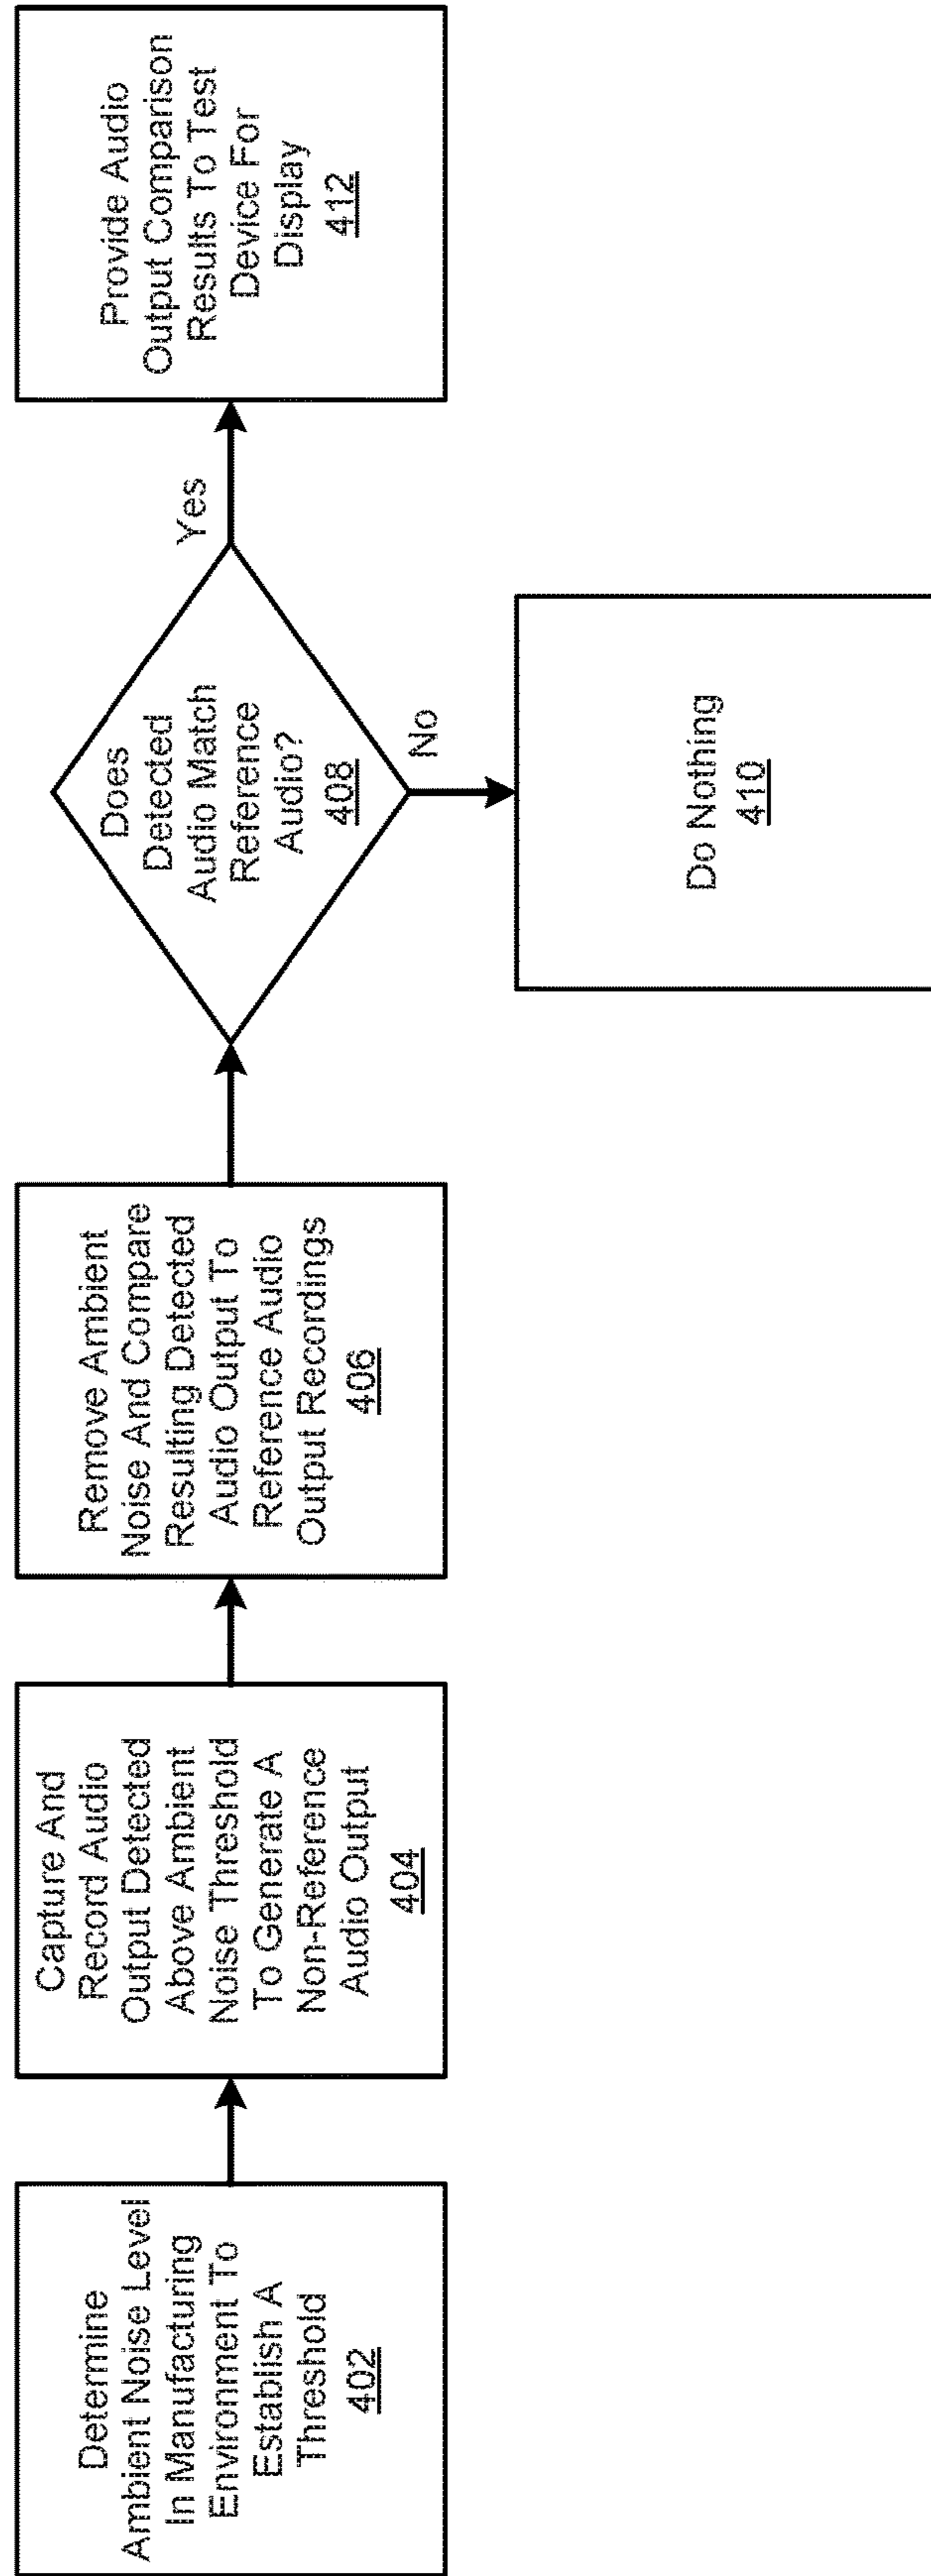 Determine
Ambient Noise Level
In Manufacturing
Environment To
Establish A
Threshold
402
Capture And
Record Audio
Output Detected
Above Ambient
Noise Threshold
To Generate A
Non-Reference
Audio Output
404
Remove Ambient
Noise And Compare
Resulting Detected
Audio Output To
Reference Audio
Output Recordings
406
Does
Detected
Audio Match
Reference
Audio?
408
Yes
No
Do Nothing
410
Provide Audio
Output Comparison
Results To Test
Device For
Display
412